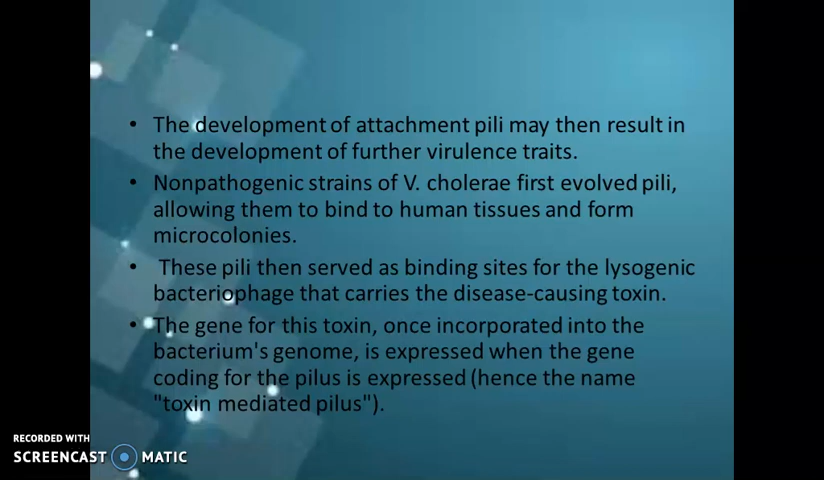 • The development of attachment pili may then result in
the development of further virulence traits.
• Nonpathogenic strains of V. cholerae first evolved pili,
allowing them to bind to human tissues and form
microcolonies.
• These pili then served as binding sites for the lysogenic
bacteriophage that carries the disease-causing toxin.
• The gene for this toxin, once incorporated into the
bacterium's genome, is expressed when the gene
coding for the pilus is expressed (hence the name
"toxin mediated pilus").
RECORDED WITH
SCREENCAST MATIC